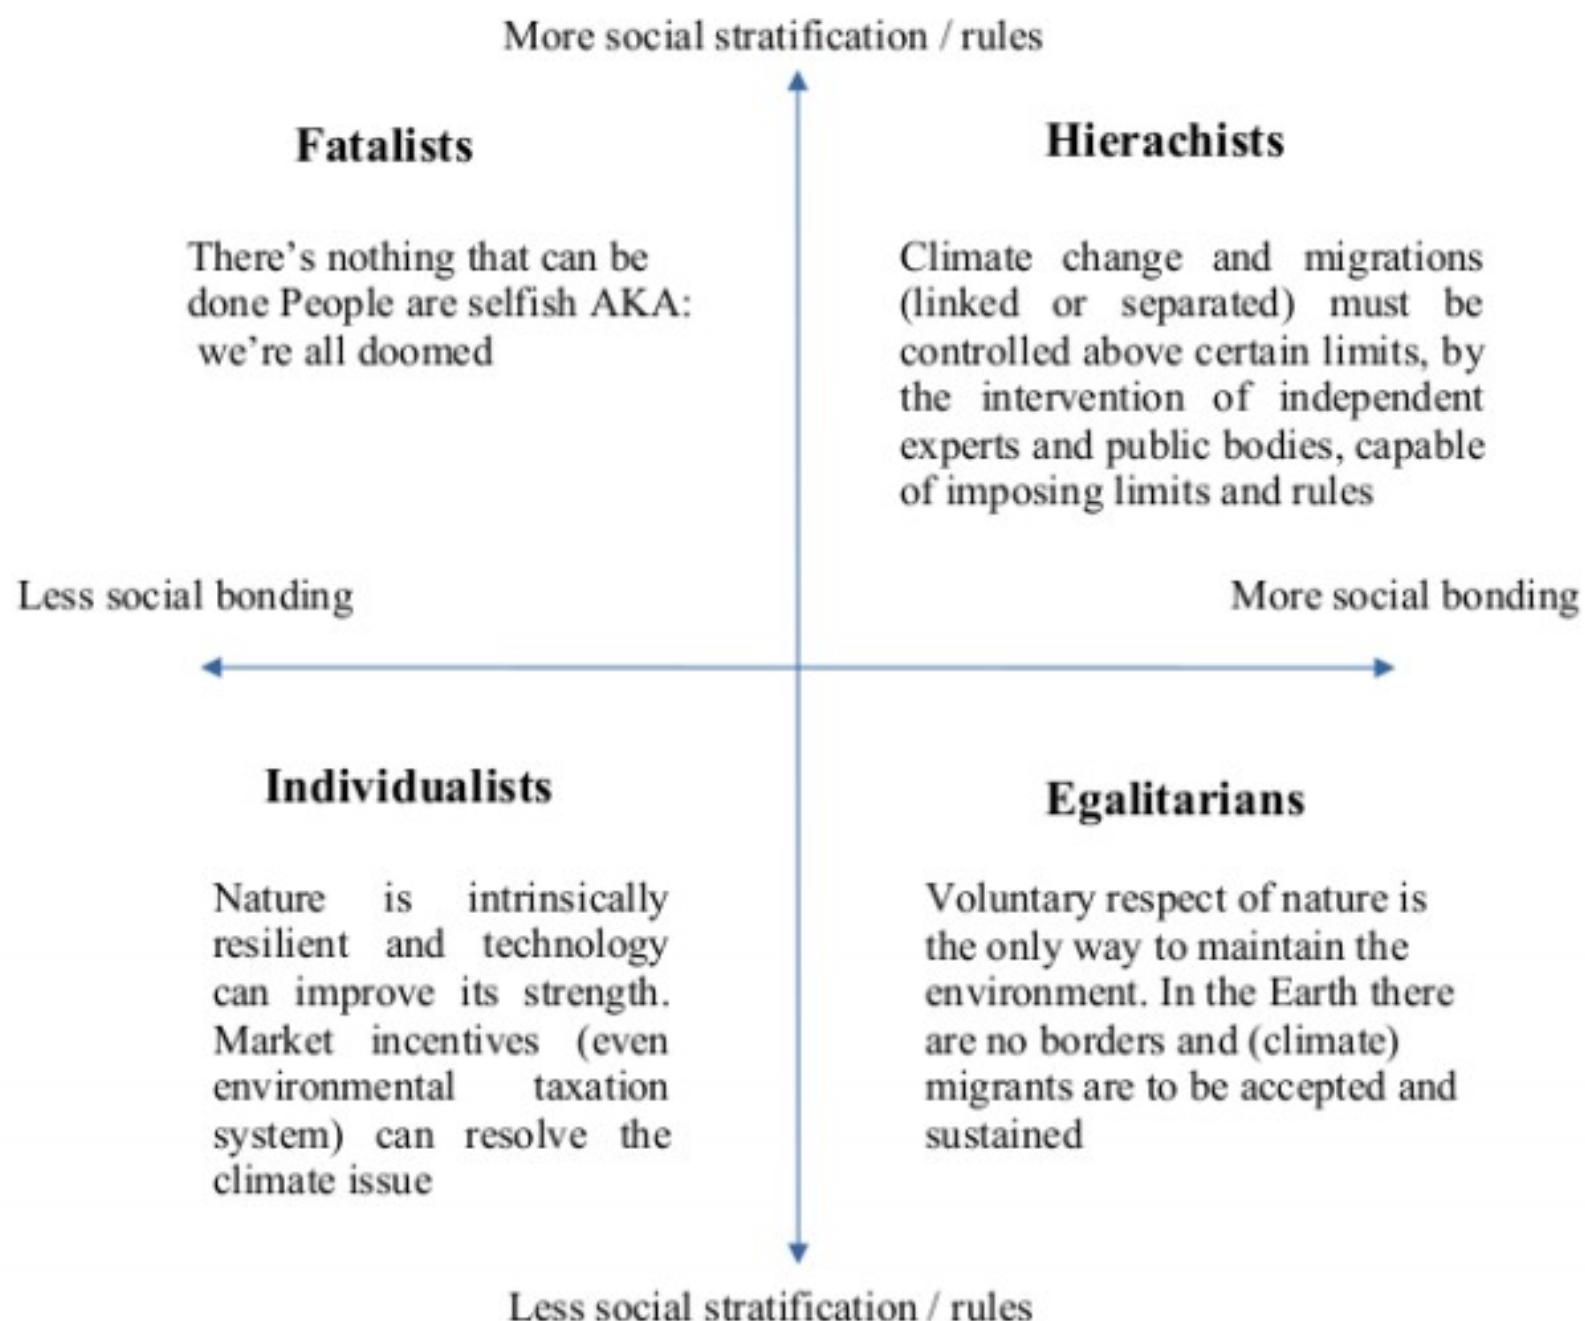 More social stratification / rules
Fatalists
There's nothing that can be
done People are selfish AKA:
we're all doomed
Hierachists
Climate change and migrations
(linked or separated) must be
controlled above certain limits, by
the intervention of independent
experts and public bodies, capable
of imposing limits and rules
Less social bonding
More social bonding
Individualists
Nature is intrinsically
resilient and technology
can improve its strength.
Market incentives (even
environmental taxation
system) can resolve the
climate issue
Egalitarians
Voluntary respect of nature is
the only way to maintain the
environment. In the Earth there
are no borders and (climate)
migrants are to be accepted and
sustained
Less social stratification / rules